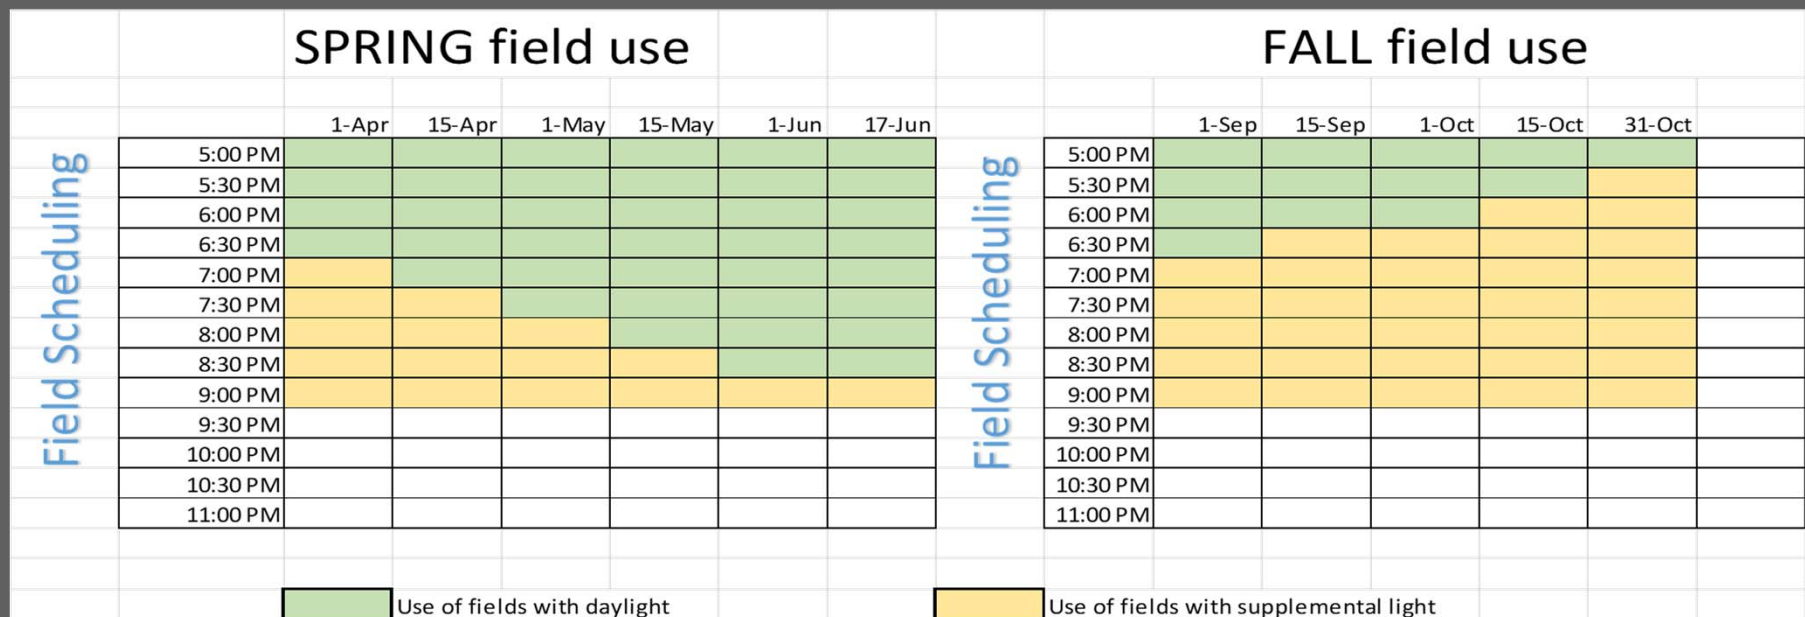 SPRING field use FALL field use
1-Apr 15-Apr 1-May 15-May 1-Jun 17-Jun 1-Sep 15-Sep 1-Oct 15-Oct 31-Oct
Field Scheduling
Field Scheduling
5:00 PM 5:00 PM
5:30 PM 5:30 PM
6:00 PM 6:00 PM
6:30 PM 6:30 PM
7:00 PM 7:00 PM
7:30 PM 7:30 PM
8:00 PM 8:00 PM
8:30 PM 8:30 PM
9:00 PM 9:00 PM
9:30 PM 9:30 PM
10:00 PM 10:00 PM
10:30 PM 10:30 PM
11:00 PM 11:00 PM
Use of fields with daylight Use of fields with supplemental light